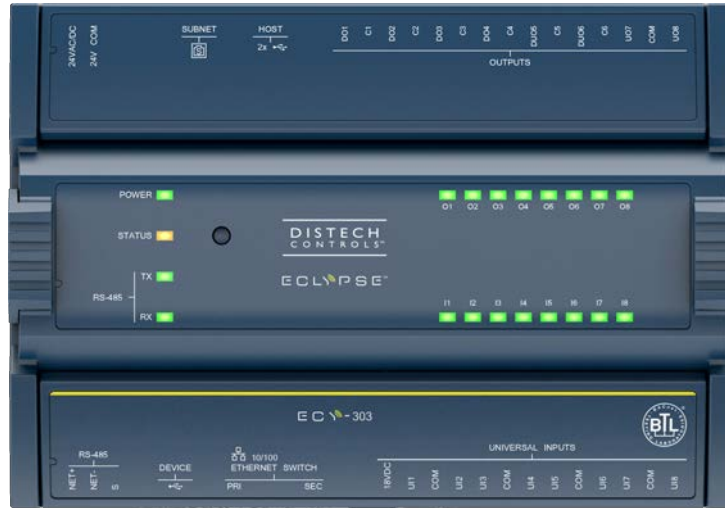 24VAC/DC
24V COM
SUBNET
HOST
2x
DO1
C1
DO2
C2
DO3
C3
DO4
C4
DUO5
C5
DUO6
C6
UO7
COM
UO8
OUTPUTS
POWER
STATUS
RS-485
TX
RX
DISTECH
CONTROLS™
ECLYPSE™
O1 O2 O3 O4 O5 O6 O7 O8
I1 I2 I3 I4 I5 I6 I7 I8
ECY-303
BTL
RS-485
NET+
NET-
S
DEVICE
10/100
ETHERNET SWITCH
PRI SEC
UNIVERSAL INPUTS
18VDC
UI1
COM
UI2
UI3
COM
UI4
UI5
COM
UI6
UI7
COM
UI8